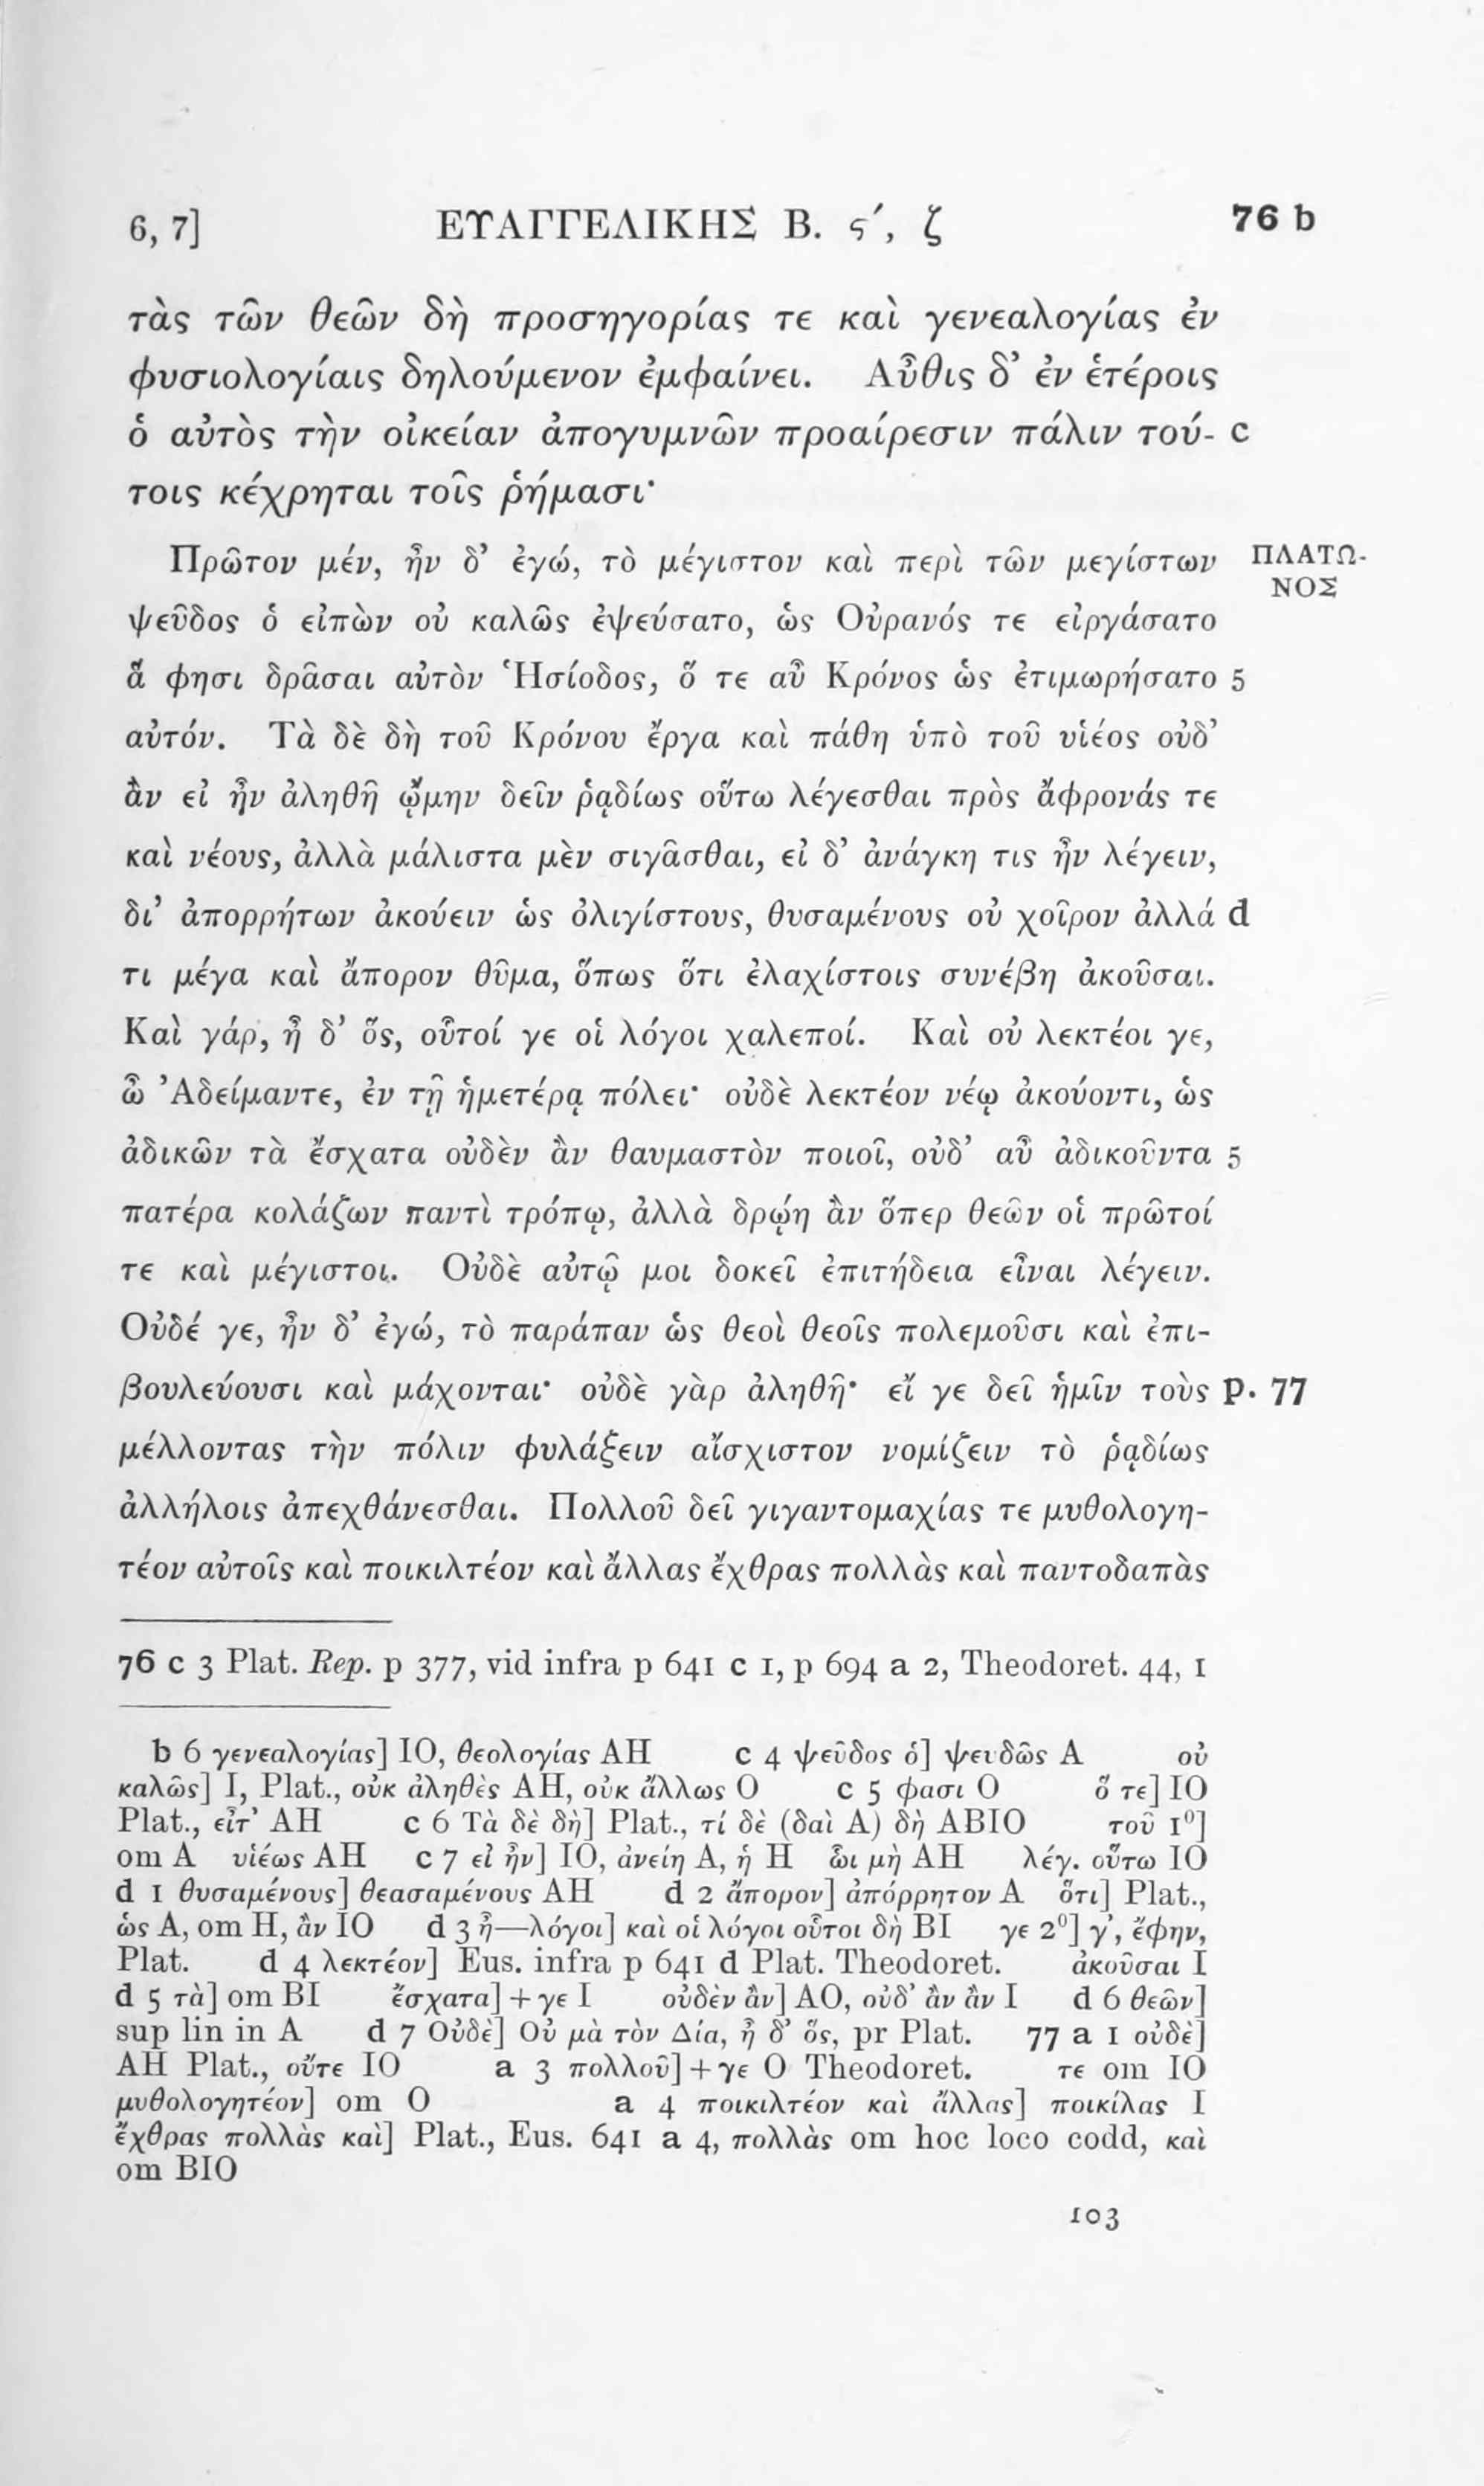 6, 7] ΕΥΑΓΓΕΛΙΚΗΣ Β. ϛʹ, ζ 76 b
τὰς τῶν θεῶν δὴ προσηγορίας τε καὶ γενεαλογίας ἐν
φυσιολογίαις δηλούμενον ἐμφαίνει. Αὖθις δ’ ἐν ἑτέροις
ὁ αὐτὸς τὴν οἰκείαν ἀπογυμνῶν προαίρεσιν πάλιν τού- c
τοις κέχρηται τοῖς ῥήμασι·
Πρῶτον μέν, ἦν δ’ ἐγώ, τὸ μέγιστον καὶ περὶ τῶν μεγίστων ΠΛΑΤΩ-
ΝΟΣ
ψεῦδος ὁ εἰπὼν οὐ καλῶς ἐψεύσατο, ὡς Οὐρανός τε εἰργάσατο
ἅ φησι δρᾶσαι αὐτὸν Ἡσίοδος, ὅ τε αὖ Κρόνος ὡς ἐτιμωρήσατο 5
αὐτόν. Τὰ δὲ δὴ τοῦ Κρόνου ἔργα καὶ πάθη ὑπὸ τοῦ υἱέος οὐδ’
ἂν εἰ ἦν ἀληθῆ ᾤμην δεῖν ῥᾳδίως οὕτω λέγεσθαι πρὸς ἄφρονάς τε
καὶ νέους, ἀλλὰ μάλιστα μὲν σιγᾶσθαι, εἰ δ’ ἀνάγκη τις ἦν λέγειν,
δι’ ἀπορρήτων ἀκούειν ὡς ὀλιγίστους, θυσαμένους οὐ χοῖρον ἀλλά d
τι μέγα καὶ ἄπορον θῦμα, ὅπως ὅτι ἐλαχίστοις συνέβη ἀκοῦσαι.
Καὶ γάρ, ἦ δ’ ὅς, οὗτοί γε οἱ λόγοι χαλεποί. Καὶ οὐ λεκτέοι γε,
ὦ Ἀδείμαντε, ἐν τῇ ἡμετέρᾳ πόλει· οὐδὲ λεκτέον νέῳ ἀκούοντι, ὡς
ἀδικῶν τὰ ἔσχατα οὐδὲν ἂν θαυμαστὸν ποιοῖ, οὐδ’ αὖ ἀδικοῦντα 5
πατέρα κολάζων παντὶ τρόπῳ, ἀλλὰ δρῴη ἂν ὅπερ θεῶν οἱ πρῶτοί
τε καὶ μέγιστοι. Οὐδὲ αὐτῷ μοι δοκεῖ ἐπιτήδεια εἶναι λέγειν.
Οὐδέ γε, ἦν δ’ ἐγώ, τὸ παράπαν ὡς θεοὶ θεοῖς πολεμοῦσι καὶ ἐπι-
βουλεύουσι καὶ μάχονται· οὐδὲ γὰρ ἀληθῆ· εἴ γε δεῖ ἡμῖν τοὺς p. 77
μέλλοντας τὴν πόλιν φυλάξειν αἴσχιστον νομίζειν τὸ ῥᾳδίως
ἀλλήλοις ἀπεχθάνεσθαι. Πολλοῦ δεῖ γιγαντομαχίας τε μυθολογη-
τέον αὐτοῖς καὶ ποικιλτέον καὶ ἄλλας ἔχθρας πολλὰς καὶ παντοδαπὰς
76 c 3 Plat. Rep. p 377, vid infra p 641 c 1, p 694 a 2, Theodoret. 44, 1
b 6 γενεαλογίας] IO, θεολογίας AH c 4 ψεῦδος ὁ] ψευδῶς A οὐ
καλῶς] I, Plat., οὐκ ἀληθὲς AH, οὐκ ἄλλως O c 5 φασι O ὅ τε] IO
Plat., εἶτ’ AH c 6 Τὰ δὲ δὴ] Plat., τί δὲ (δαὶ A) δὴ ABIO τοῦ 1⁰]
om A υἱέως AH c 7 εἰ ἦν] IO, ἀνείη A, ἡ H ὧι μὴ AH λέγ. οὕτω IO
d 1 θυσαμένους] θεασαμένους AH d 2 ἄπορον] ἀπόρρητον A ὅτι] Plat.,
ὡς A, om H, ἂν IO d 3 ἦ—λόγοι] καὶ οἱ λόγοι οὗτοι δὴ BI γε 2⁰] γ’, ἔφην,
Plat. d 4 λεκτέον] Eus. infra p 641 d Plat. Theodoret. ἀκοῦσαι I
d 5 τὰ] om BI ἔσχατα] + γε I οὐδὲν ἂν] AO, οὐδ’ ἂν ἂν I d 6 θεῶν]
sup lin in A d 7 Οὐδὲ] Οὐ μὰ τὸν Δία, ἦ δ’ ὅς, pr Plat. 77 a 1 οὐδὲ]
AH Plat., οὔτε IO a 3 πολλοῦ] + γε O Theodoret. τε om IO
μυθολογητέον] om O a 4 ποικιλτέον καὶ ἄλλας] ποικίλας I
ἔχθρας πολλὰς καὶ] Plat., Eus. 641 a 4, πολλὰς om hoc loco codd, καὶ
om BIO
103